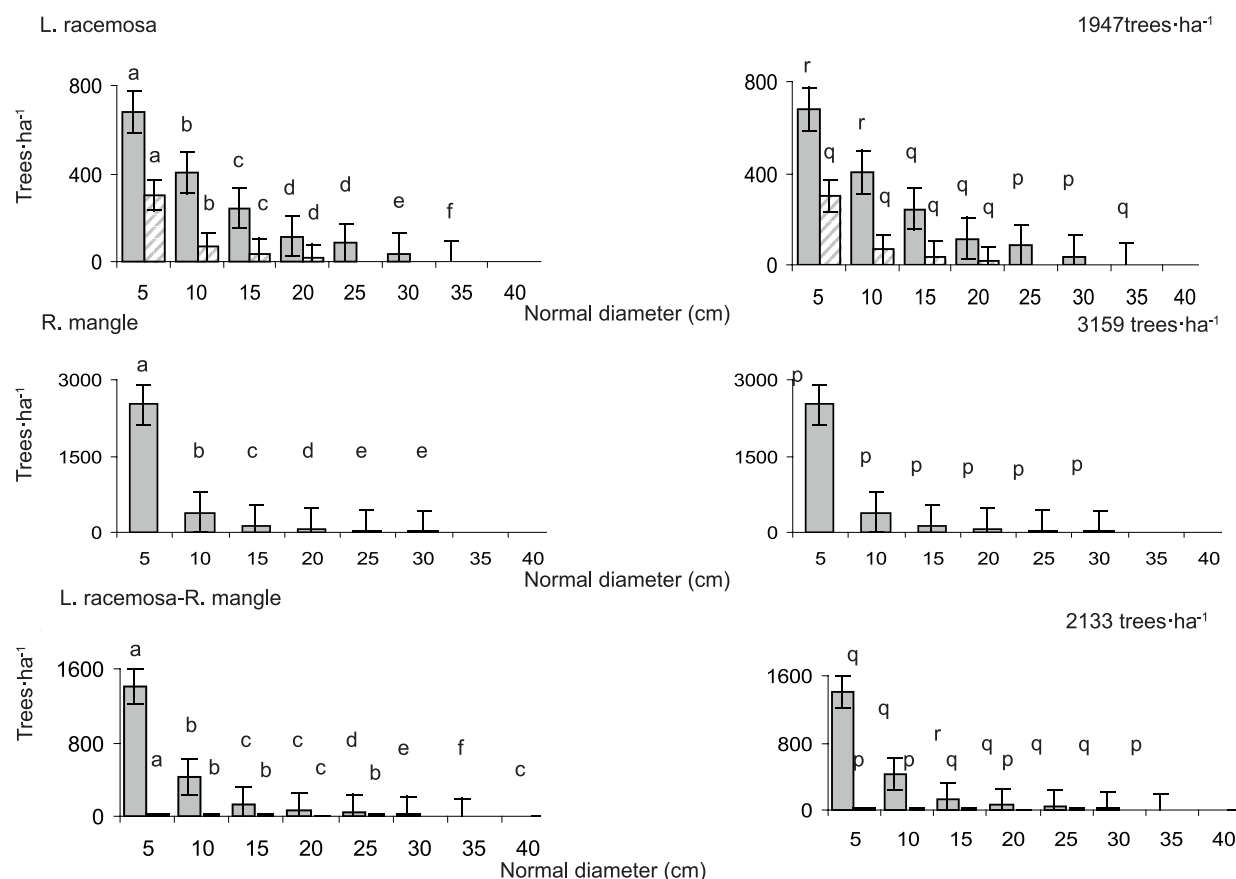 L. racemosa 1947trees·ha⁻¹
Trees·ha⁻¹
800
400
0
a
a
b
b
c
c
d
d
d
e
f
5 10 15 20 25 30 35 40
800
400
0
r
q
r
q
q
q
q
q
p
p
q
5 10 15 20 25 30 35 40
Normal diameter (cm)
R. mangle 3159 trees·ha⁻¹
Trees·ha⁻¹
3000
1500
0
a
b c d e e
5 10 15 20 25 30 35 40
3000
1500
0
p
p p p p p
5 10 15 20 25 30 35 40
Normal diameter (cm)
L. racemosa-R. mangle 2133 trees·ha⁻¹
Trees·ha⁻¹
1600
800
0
a
a
b
b
c
b
c
c
d
b
e
f
c
5 10 15 20 25 30 35 40
1600
800
0
q
p
q
p
r
q
q
p
q
q
p
5 10 15 20 25 30 35 40
Normal diameter (cm)